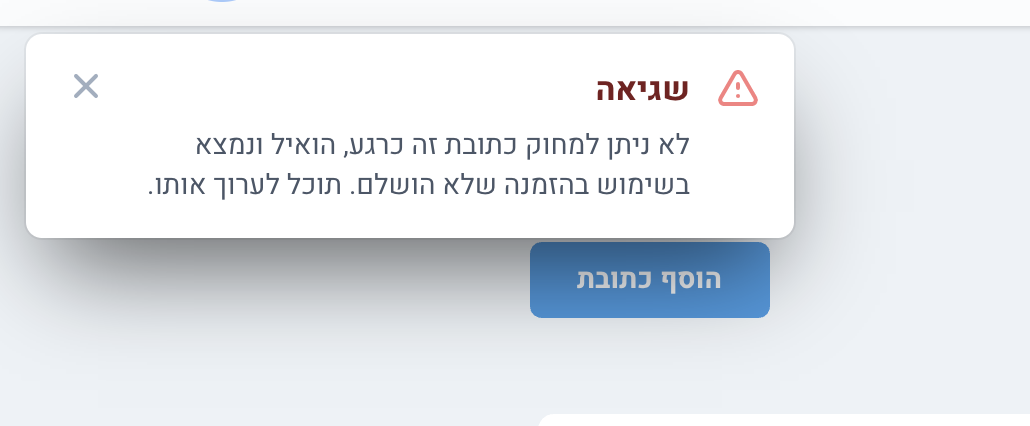 שגיאה
לא ניתן למחוק כתובת זה כרגע, הואיל ונמצא
בשימוש בהזמנה שלא הושלם. תוכל לערוך אותו.
הוסף כתובת